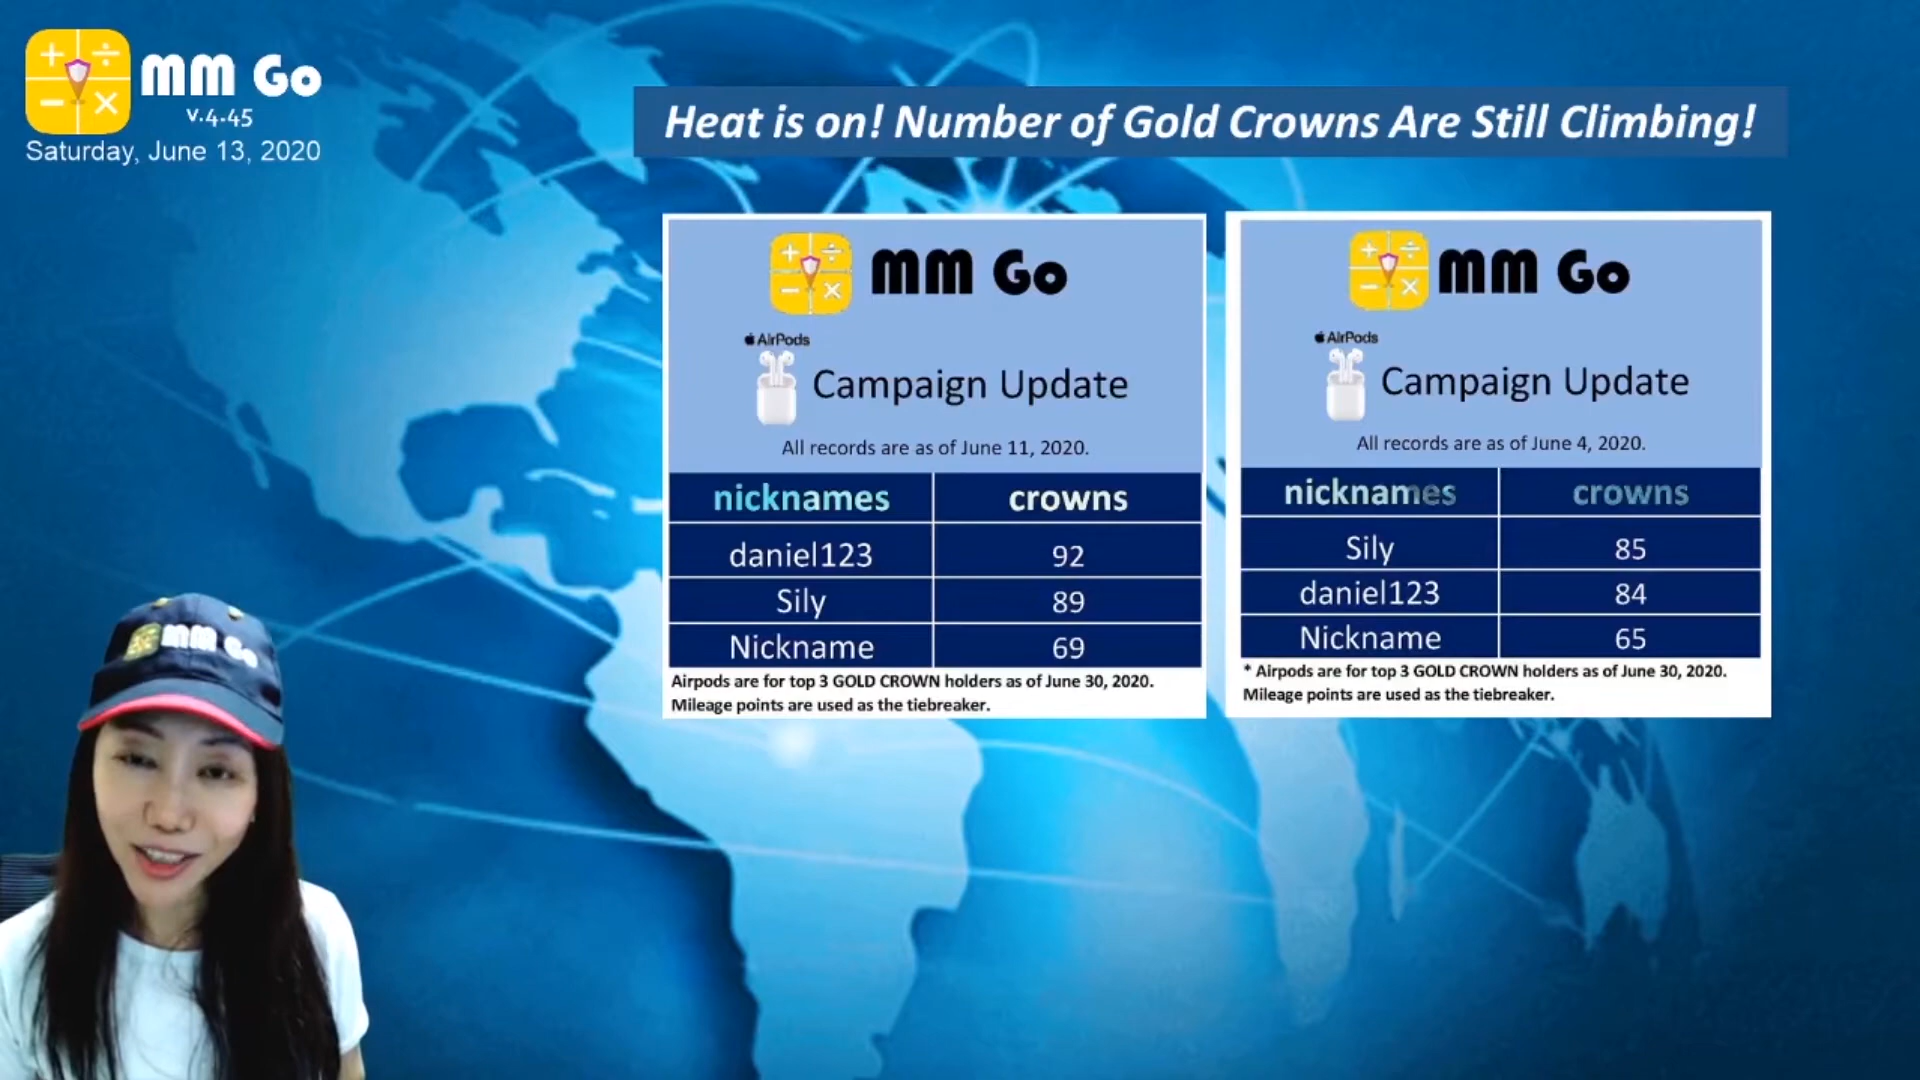 MM Go
v.4.45
Saturday, June 13, 2020
Heat is on! Number of Gold Crowns Are Still Climbing!
MM Go
AirPods
Campaign Update
All records are as of June 11, 2020.
nicknames crowns
daniel123 92
Sily 89
Nickname 69
Airpods are for top 3 GOLD CROWN holders as of June 30, 2020.
Mileage points are used as the tiebreaker.
MM Go
AirPods
Campaign Update
All records are as of June 4, 2020.
nicknames crowns
Sily 85
daniel123 84
Nickname 65
* Airpods are for top 3 GOLD CROWN holders as of June 30, 2020.
Mileage points are used as the tiebreaker.
MM Go